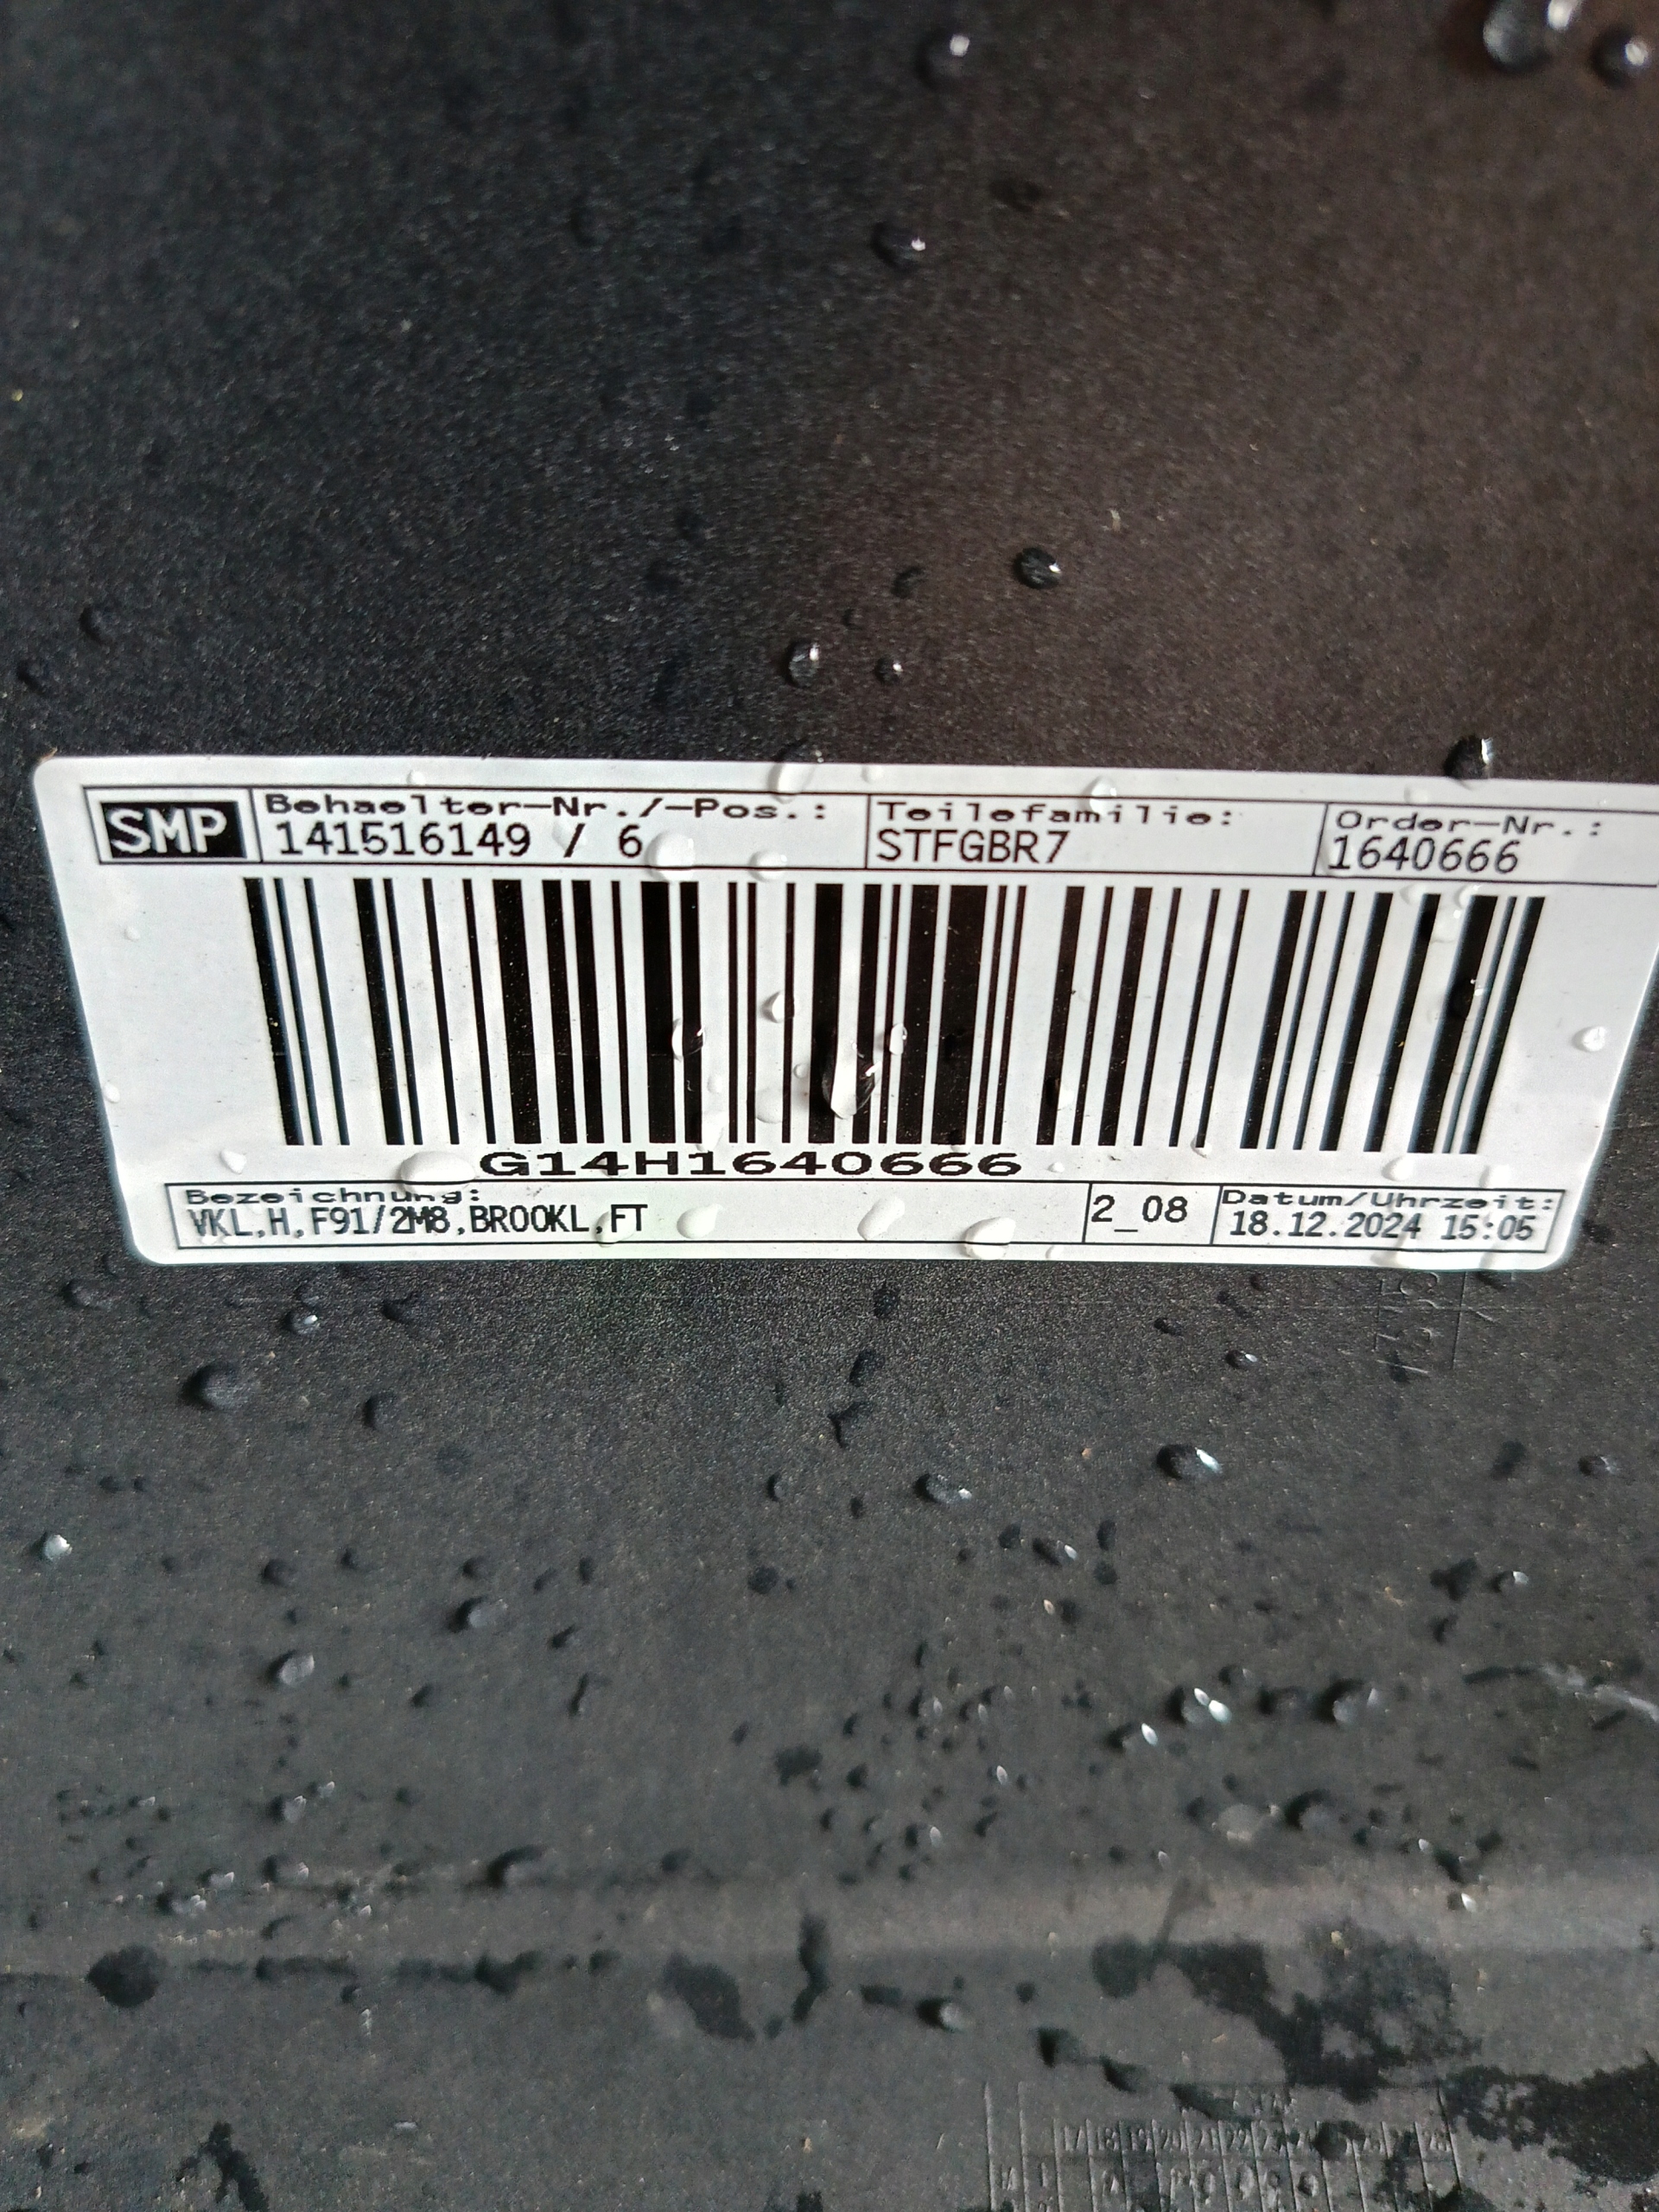 SMP
Behaelter-Nr./-Pos.:
141516149 / 6
Teilefamilie:
STFGBR7
Order-Nr.:
1640666
G14H1640666
Bezeichnung:
VKL,H,F91/2M8,BROOKL,FT
2_08
Datum/Uhrzeit:
18.12.2024 15:05